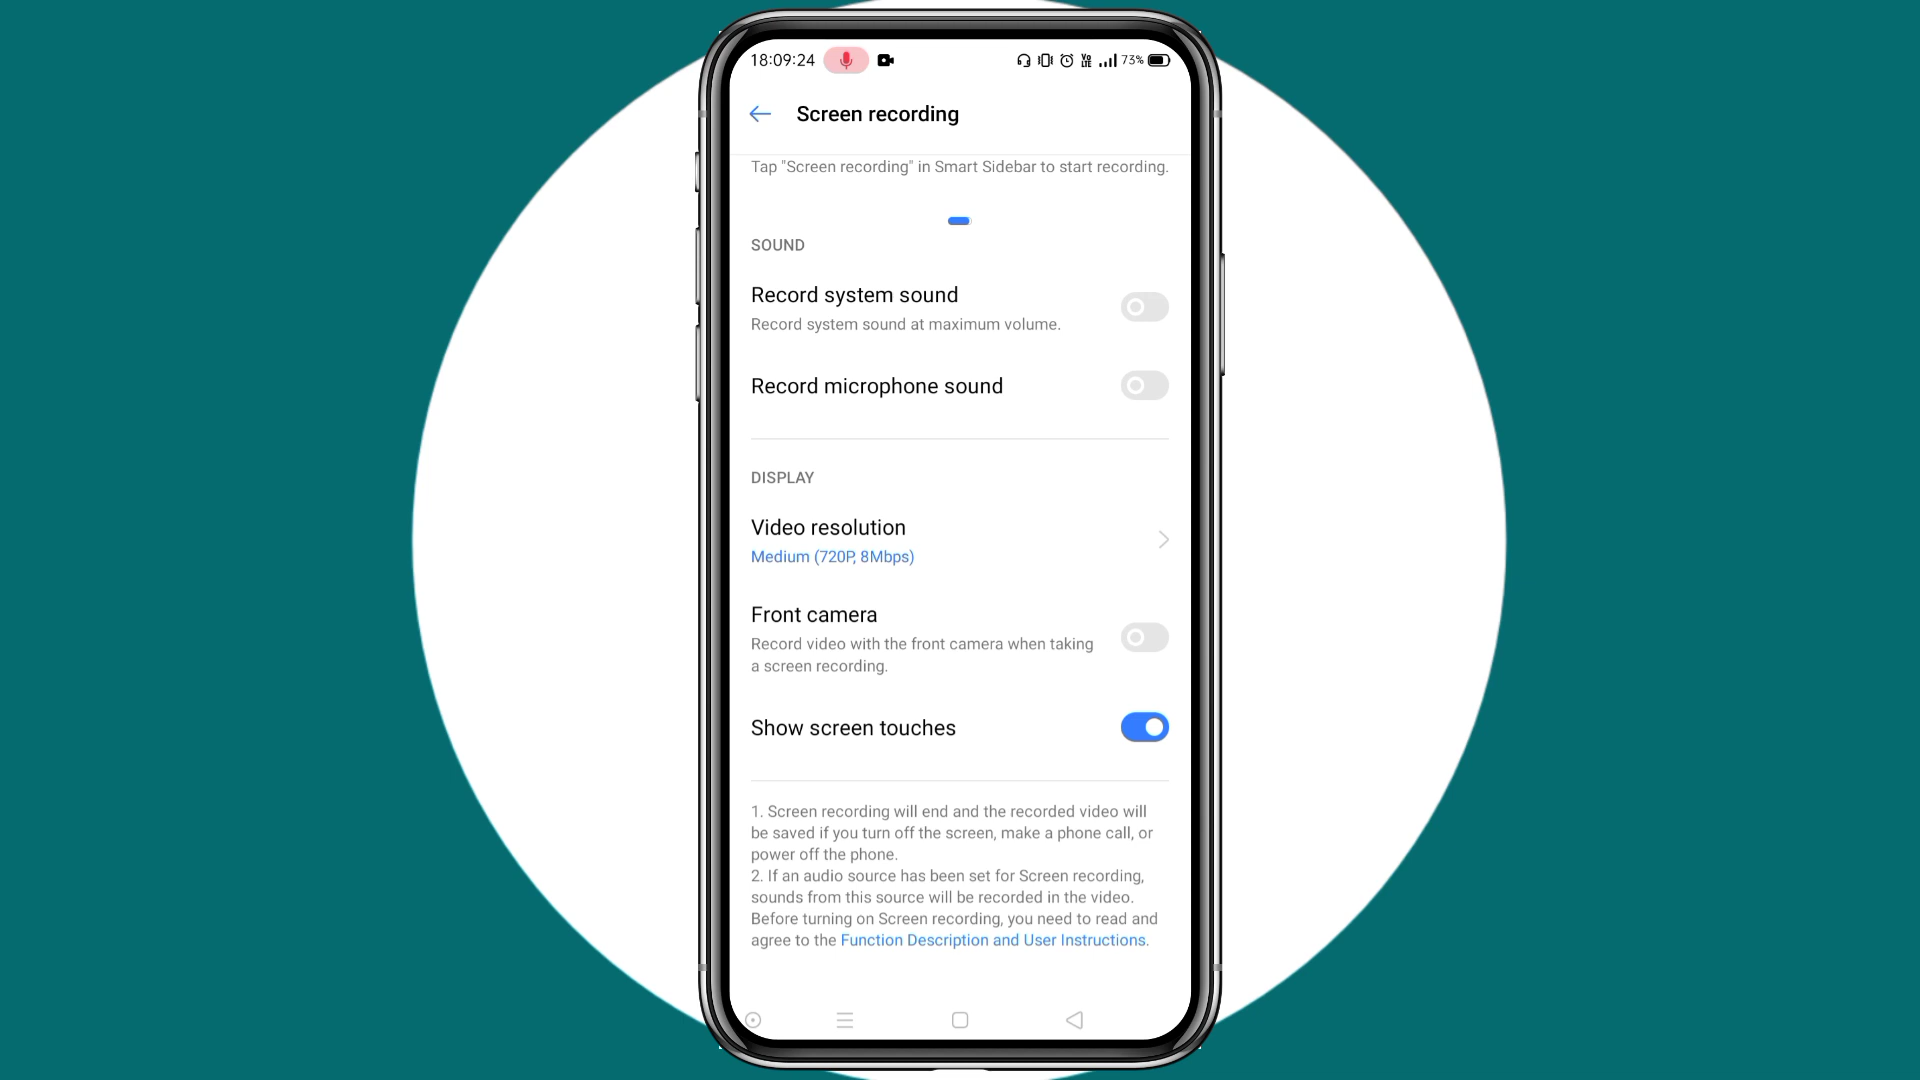 18:09:24
Vo
LTE
73%
Screen recording
Tap "Screen recording" in Smart Sidebar to start recording.
SOUND
Record system sound
Record system sound at maximum volume.
Record microphone sound
DISPLAY
Video resolution
Medium (720P, 8Mbps)
Front camera
Record video with the front camera when taking
a screen recording.
Show screen touches
1. Screen recording will end and the recorded video will
be saved if you turn off the screen, make a phone call, or
power off the phone.
2. If an audio source has been set for Screen recording,
sounds from this source will be recorded in the video.
Before turning on Screen recording, you need to read and
agree to the Function Description and User Instructions.